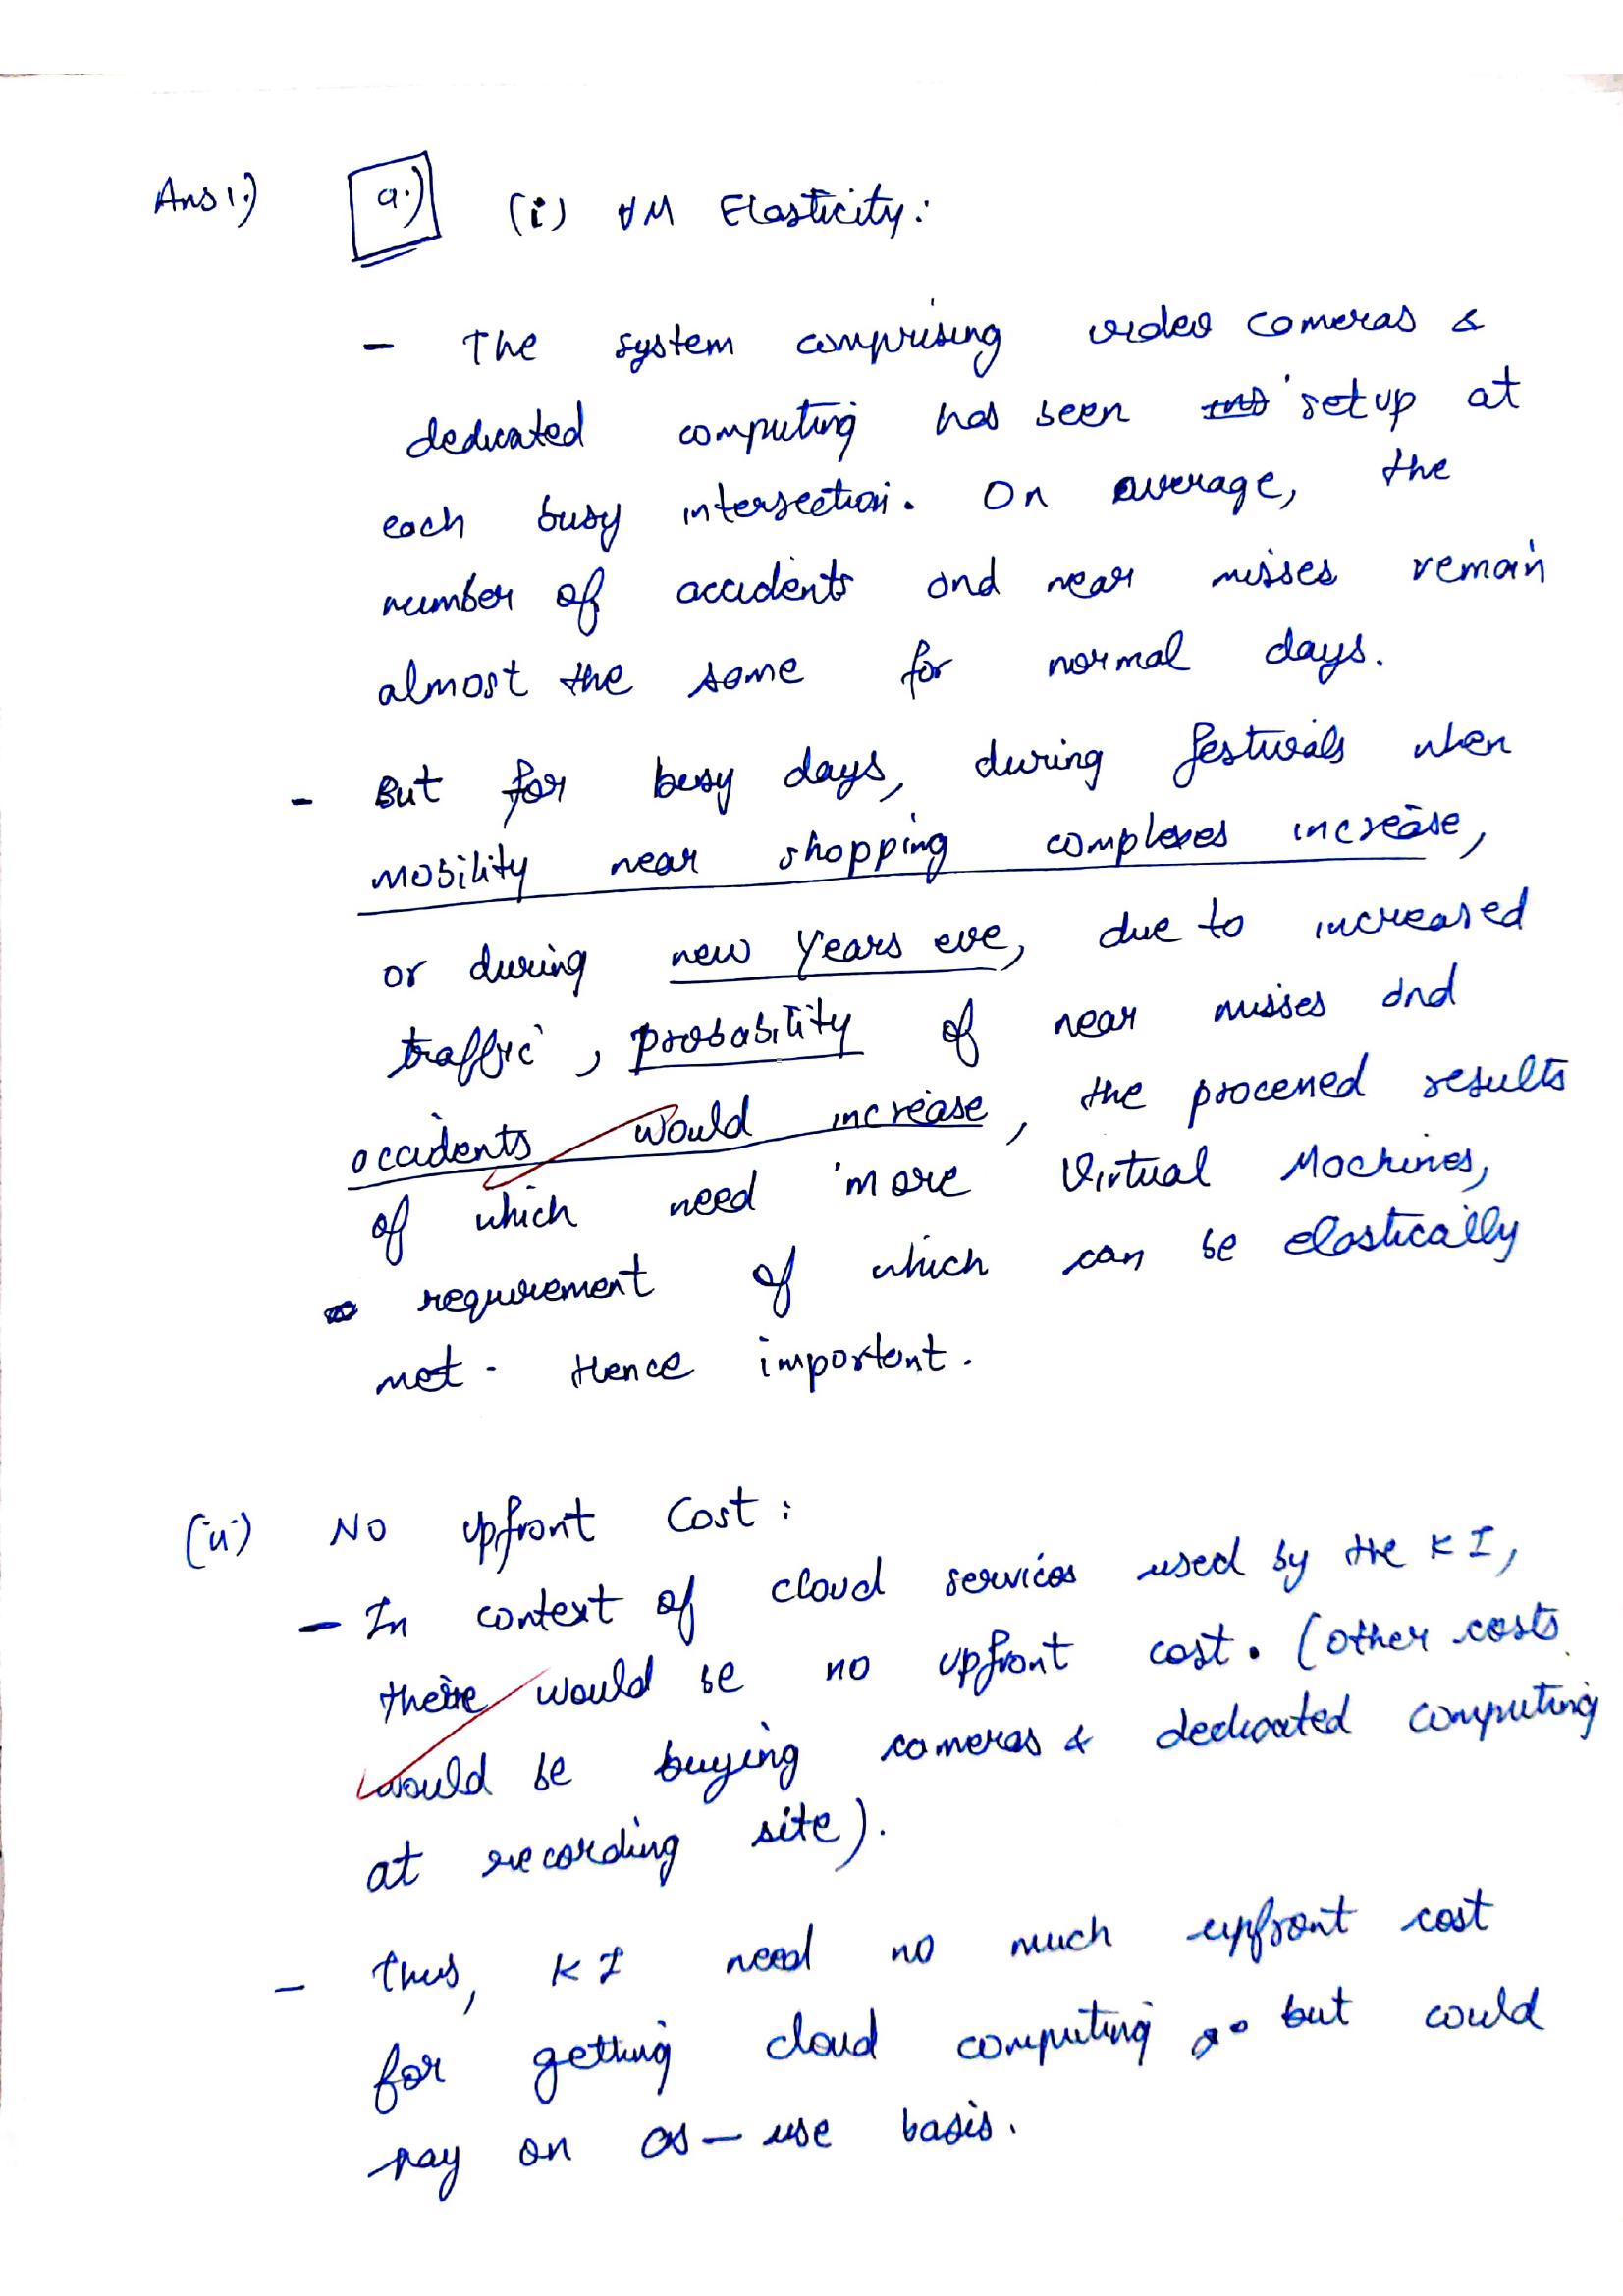 Ans 1.) a.) (i) VM Elasticity:
- The system comprising video cameras &
dedicated computing has been setup at
each busy intersection. On average, the
number of accidents and near misses remain
almost the same for normal days.
- But for busy days, during festivals when
mobility near shopping complexes increase,
or during new Years eve, due to increased
traffic, probability of near misses and
accidents would increase, the processed results
of which need more Virtual Machines,
requirement of which can be elastically
met. Hence important.
(ii) No upfront Cost:
- In context of cloud services used by the KI,
there would be no upfront cost. (other costs
would be buying cameras & dedicated computing
at recording site).
- thus, KI need no much upfront cost
for getting cloud computing but could
pay on as-use basis.